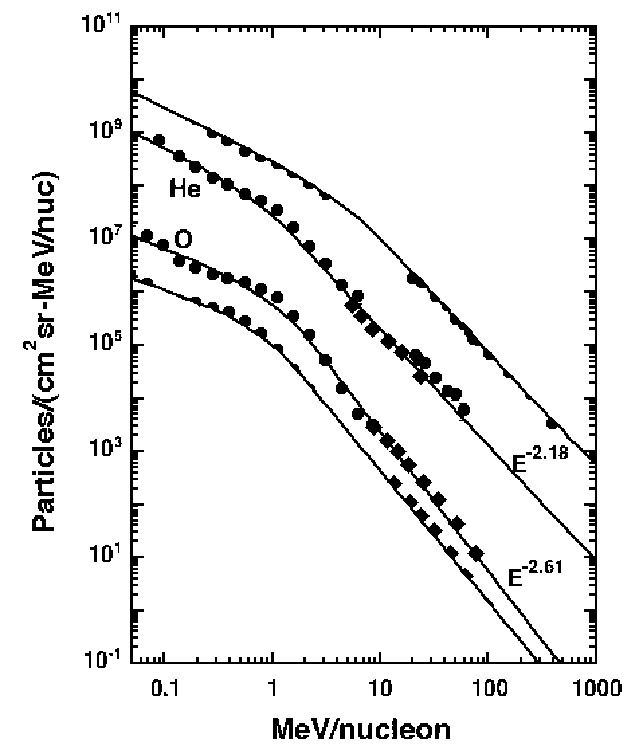 10^11
10^9
10^7
10^5
10^3
10^1
10^-1
Particles/(cm^2 sr-MeV/nuc)
He
O
E^-2.18
E^-2.61
0.1 1 10 100 1000
MeV/nucleon